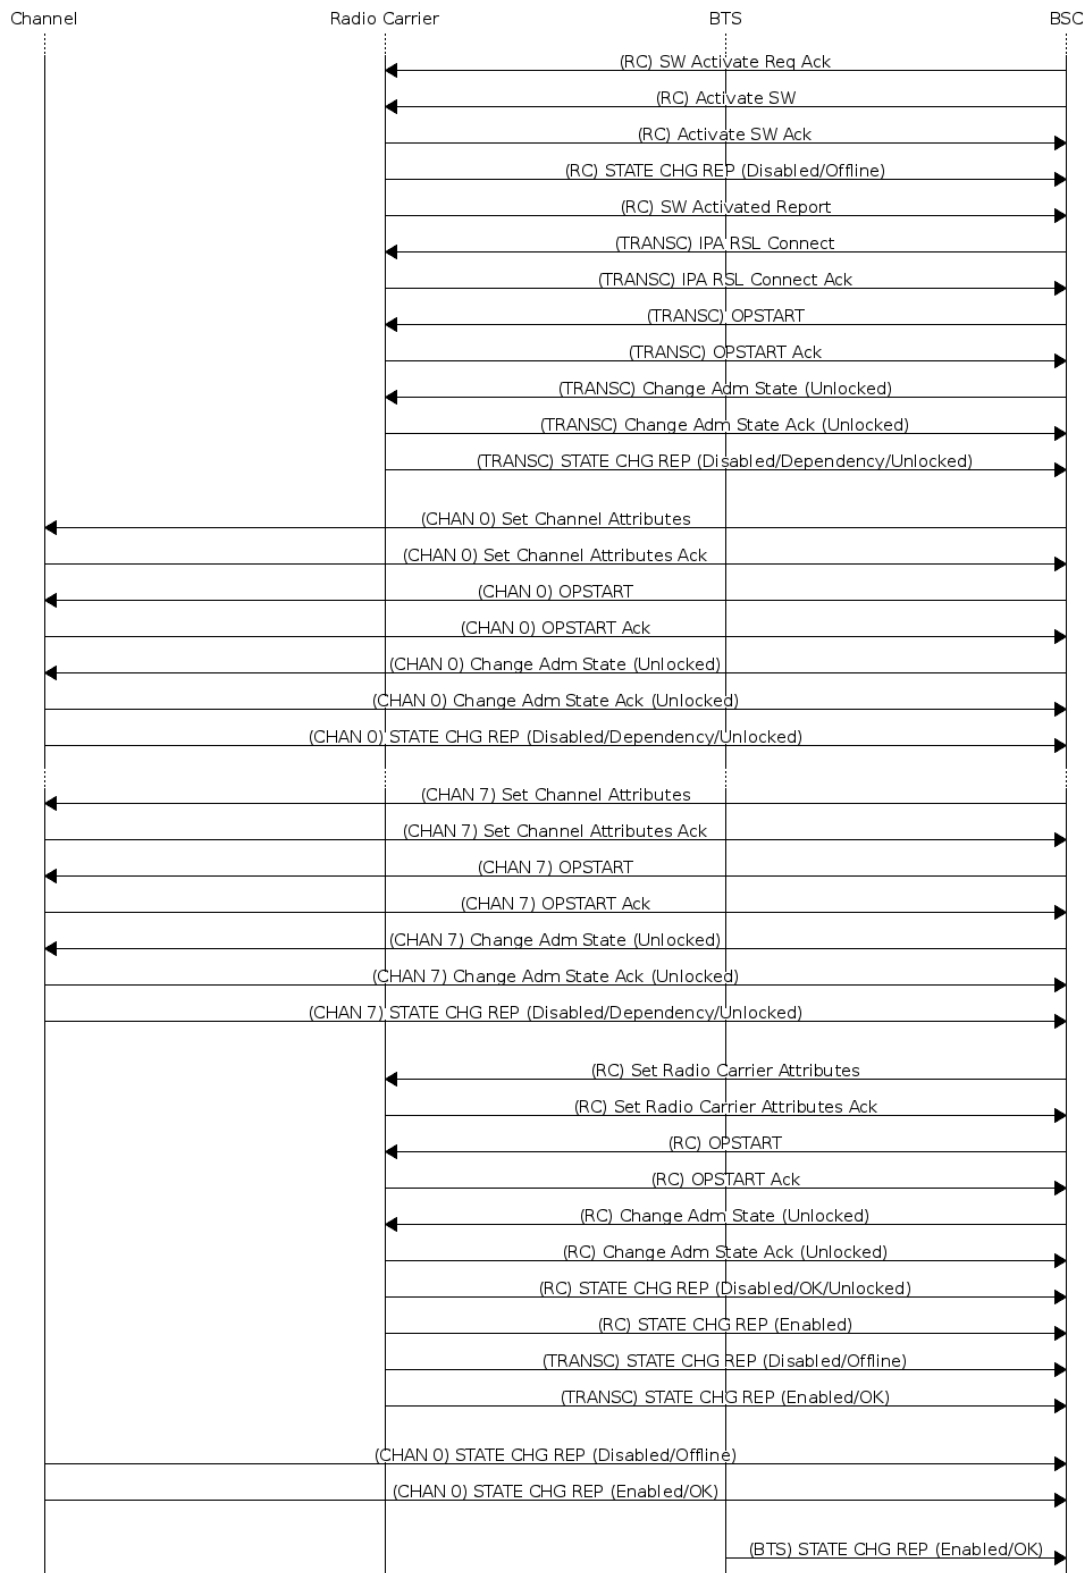 Channel Radio Carrier BTS BSC
(RC) SW Activate Req Ack
(RC) Activate SW
(RC) Activate SW Ack
(RC) STATE CHG REP (Disabled/Offline)
(RC) SW Activated Report
(TRANSC) IPA RSL Connect
(TRANSC) IPA RSL Connect Ack
(TRANSC) OPSTART
(TRANSC) OPSTART Ack
(TRANSC) Change Adm State (Unlocked)
(TRANSC) Change Adm State Ack (Unlocked)
(TRANSC) STATE CHG REP (Disabled/Dependency/Unlocked)
(CHAN 0) Set Channel Attributes
(CHAN 0) Set Channel Attributes Ack
(CHAN 0) OPSTART
(CHAN 0) OPSTART Ack
(CHAN 0) Change Adm State (Unlocked)
(CHAN 0) Change Adm State Ack (Unlocked)
(CHAN 0) STATE CHG REP (Disabled/Dependency/Unlocked)
(CHAN 7) Set Channel Attributes
(CHAN 7) Set Channel Attributes Ack
(CHAN 7) OPSTART
(CHAN 7) OPSTART Ack
(CHAN 7) Change Adm State (Unlocked)
(CHAN 7) Change Adm State Ack (Unlocked)
(CHAN 7) STATE CHG REP (Disabled/Dependency/Unlocked)
(RC) Set Radio Carrier Attributes
(RC) Set Radio Carrier Attributes Ack
(RC) OPSTART
(RC) OPSTART Ack
(RC) Change Adm State (Unlocked)
(RC) Change Adm State Ack (Unlocked)
(RC) STATE CHG REP (Disabled/OK/Unlocked)
(RC) STATE CHG REP (Enabled)
(TRANSC) STATE CHG REP (Disabled/Offline)
(TRANSC) STATE CHG REP (Enabled/OK)
(CHAN 0) STATE CHG REP (Disabled/Offline)
(CHAN 0) STATE CHG REP (Enabled/OK)
(BTS) STATE CHG REP (Enabled/OK)